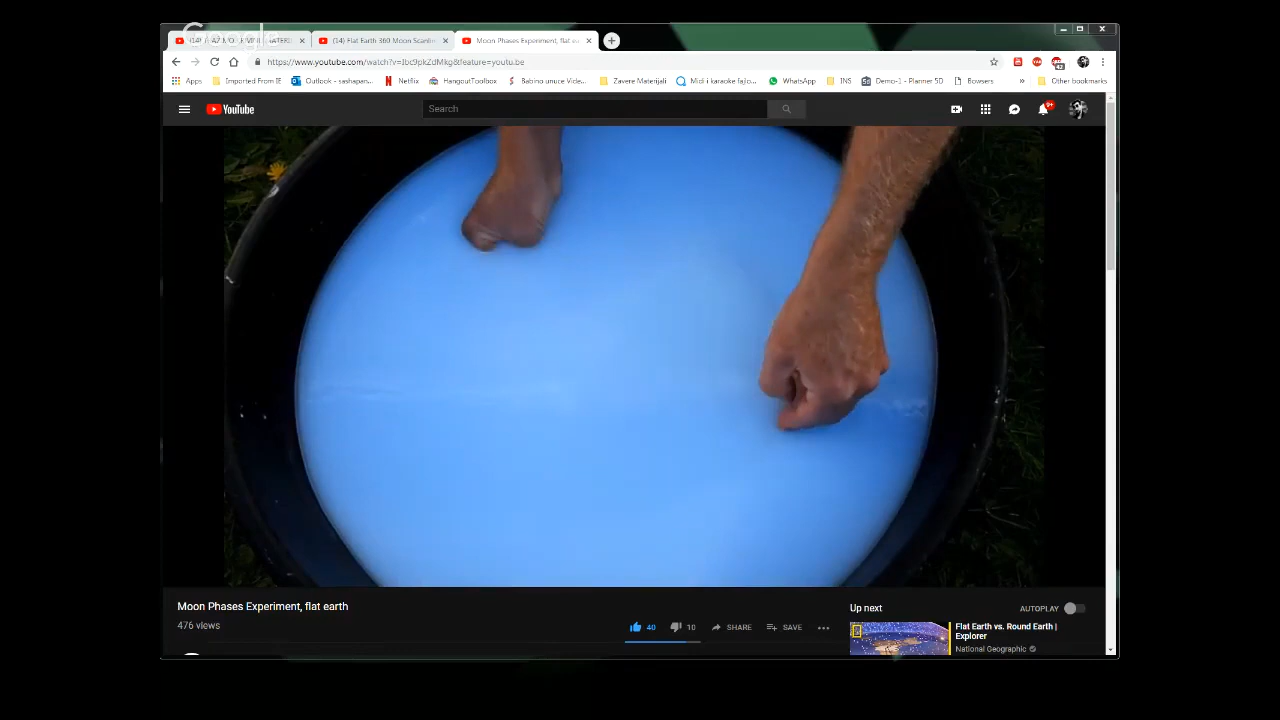 Google
(14) Flat Earth 360 Moon Scanlin
Moon Phases Experiment, flat ea
https://www.youtube.com/watch?v=Jbc9pkZdMkg&feature=youtu.be
Apps Imported From IE Outlook - sashapan... Netflix HangoutToolbox Babino unuce Vide... Zavere Materijali Midi i karaoke fajlo... WhatsApp INS Demo-1 - Planner 5D Bowsers » Other bookmarks
YouTube Search 9+
Moon Phases Experiment, flat earth
476 views
40 10 SHARE SAVE
Up next AUTOPLAY
Flat Earth vs. Round Earth |
Explorer
National Geographic